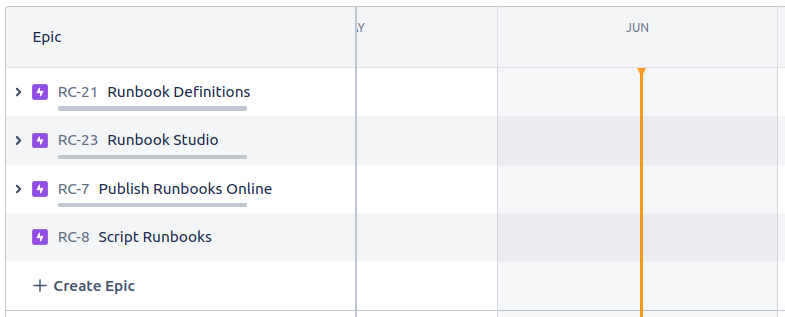 Epic
JUN
RC-21 Runbook Definitions
RC-23 Runbook Studio
RC-7 Publish Runbooks Online
RC-8 Script Runbooks
+ Create Epic